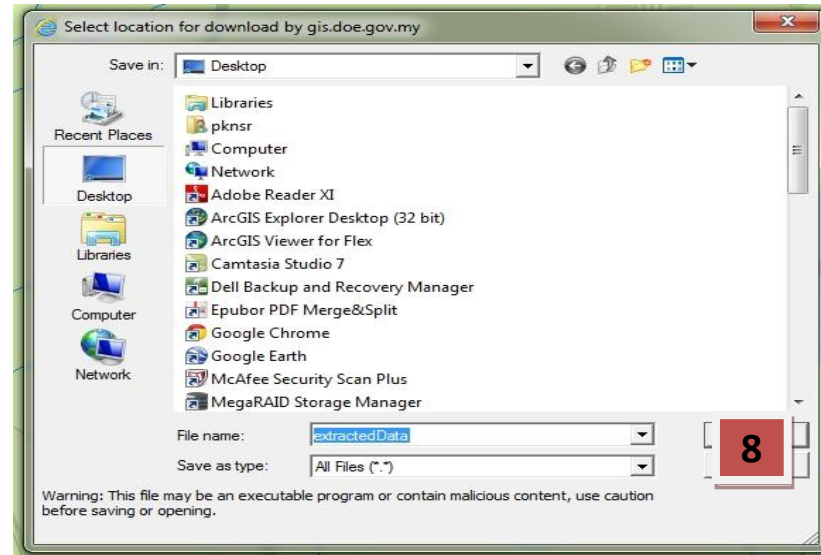 Select location for download by gis.doe.gov.my
Save in:
Desktop
Recent Places
Desktop
Libraries
Computer
Network
Libraries
pknsr
Computer
Network
Adobe Reader XI
ArcGIS Explorer Desktop (32 bit)
ArcGIS Viewer for Flex
Camtasia Studio 7
Dell Backup and Recovery Manager
Epubor PDF Merge&Split
Google Chrome
Google Earth
McAfee Security Scan Plus
MegaRAID Storage Manager
File name:
extractedData
Save as type:
All Files (*.*)
8
Warning: This file may be an executable program or contain malicious content, use caution
before saving or opening.